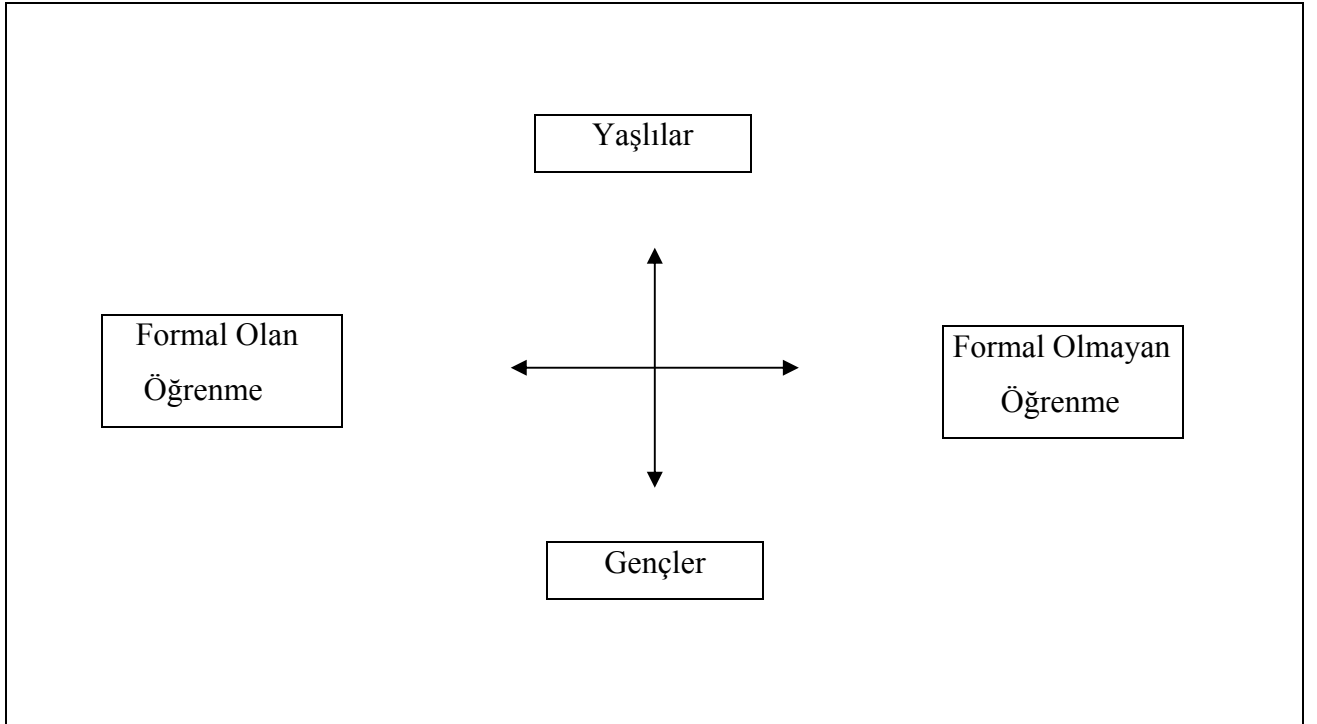 Yaşlılar
Formal Olan
Öğrenme
Formal Olmayan
Öğrenme
Gençler